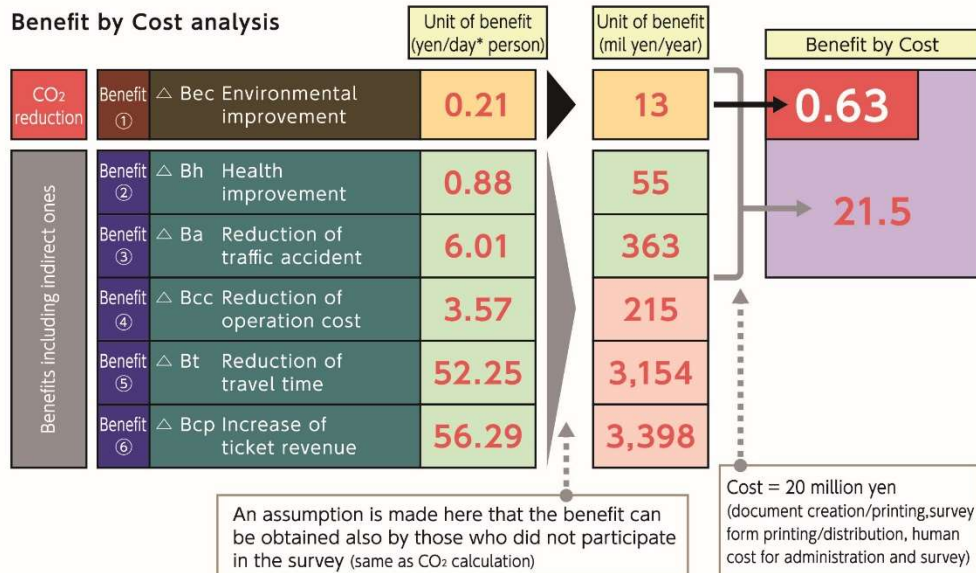 Benefit by Cost analysis
Unit of benefit
(yen/day* person)
Unit of benefit
(mil yen/year)
Benefit by Cost
CO₂
reduction
Benefit
①
△ Bec Environmental
improvement
0.21
13
0.63
Benefits including indirect ones
Benefit
②
△ Bh Health
improvement
0.88
55
Benefit
③
△ Ba Reduction of
traffic accident
6.01
363
21.5
Benefit
④
△ Bcc Reduction of
operation cost
3.57
215
Benefit
⑤
△ Bt Reduction of
travel time
52.25
3,154
Benefit
⑥
△ Bcp Increase of
ticket revenue
56.29
3,398
An assumption is made here that the benefit can
be obtained also by those who did not participate
in the survey (same as CO₂ calculation)
Cost = 20 million yen
(document creation/printing,survey
form printing/distribution, human
cost for administration and survey)